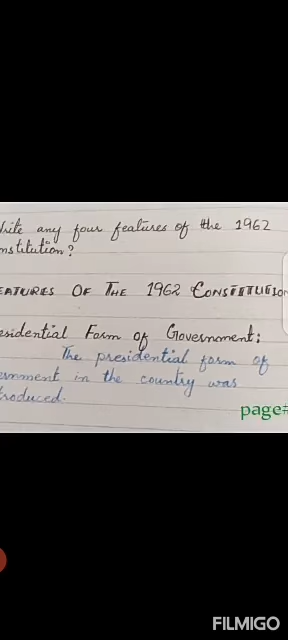 rite any four features of the 1962
nstitution?
EATURES OF THE 1962 CONSTITUTION
esidential Form of Government:
The presidential form of
ernment in the country was
troduced.
page#
FILMIGO